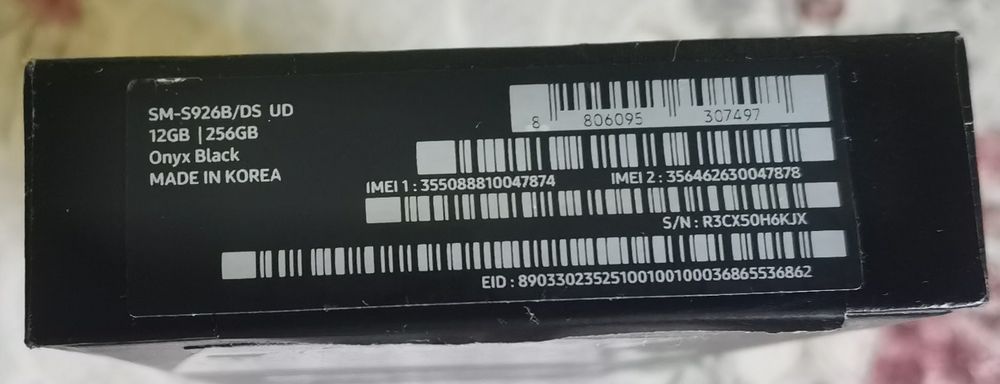 SM-S926B/DS UD
12GB | 256GB
Onyx Black
MADE IN KOREA
8 806095 307497
IMEI 1 : 355088810047874
IMEI 2 : 356462630047878
S/N : R3CX50H6KJX
EID : 89033023525100100100036865536862